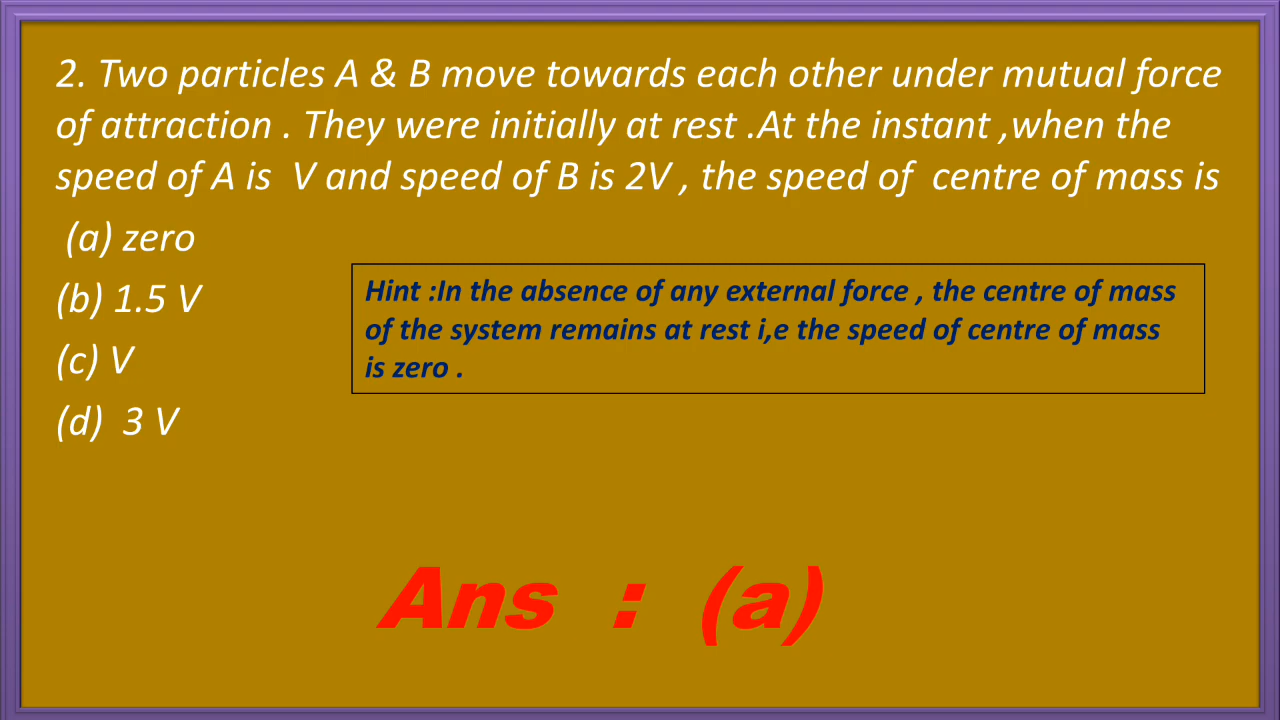 2. Two particles A & B move towards each other under mutual force
of attraction . They were initially at rest .At the instant ,when the
speed of A is  V and speed of B is 2V , the speed of  centre of mass is
(a) zero
(b) 1.5 V
(c) V
(d)  3 V
Hint :In the absence of any external force , the centre of mass
of the system remains at rest i,e the speed of centre of mass
is zero .
Ans  :  (a)